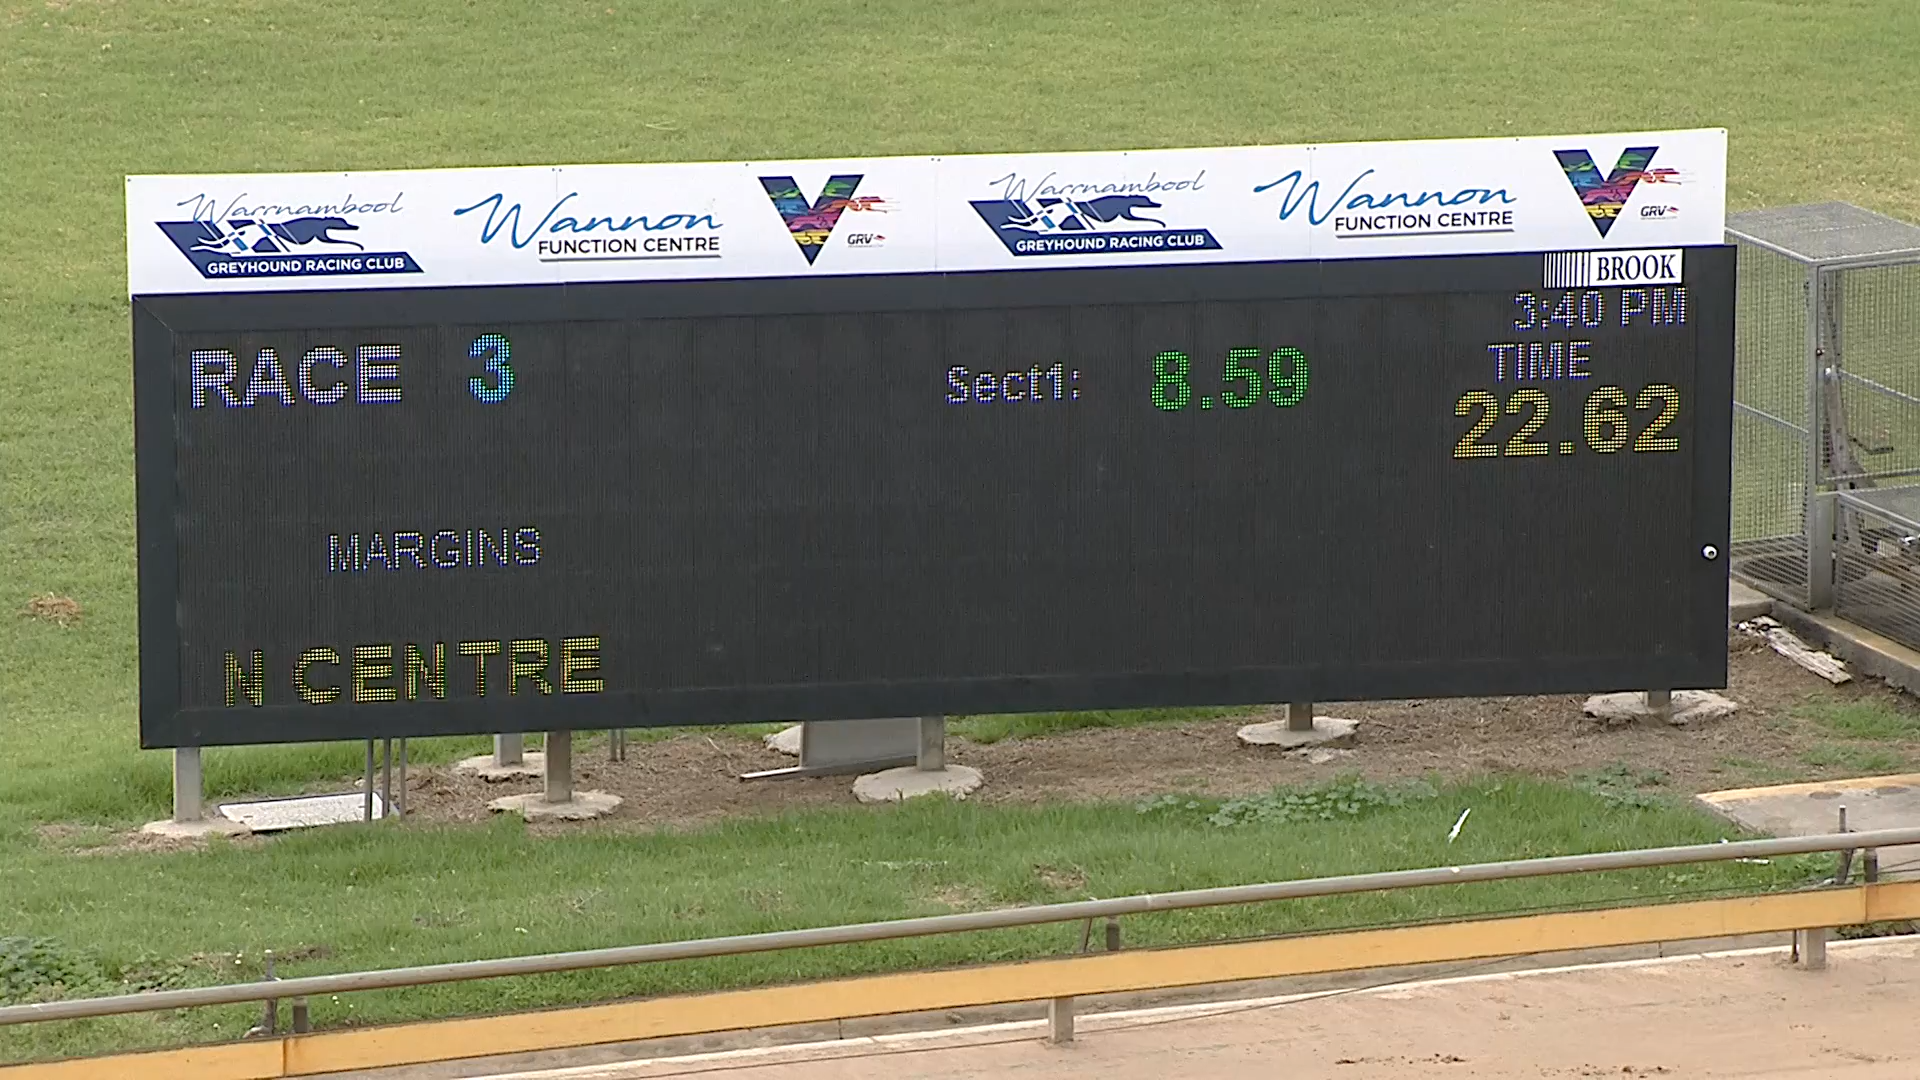 Warrnambool
GREYHOUND RACING CLUB
Wannon
FUNCTION CENTRE
V
GRV
Warrnambool
GREYHOUND RACING CLUB
Wannon
FUNCTION CENTRE
V
GRV
BROOK
3:40 PM
RACE 3
Sect1: 8.59
TIME
22.62
MARGINS
N CENTRE